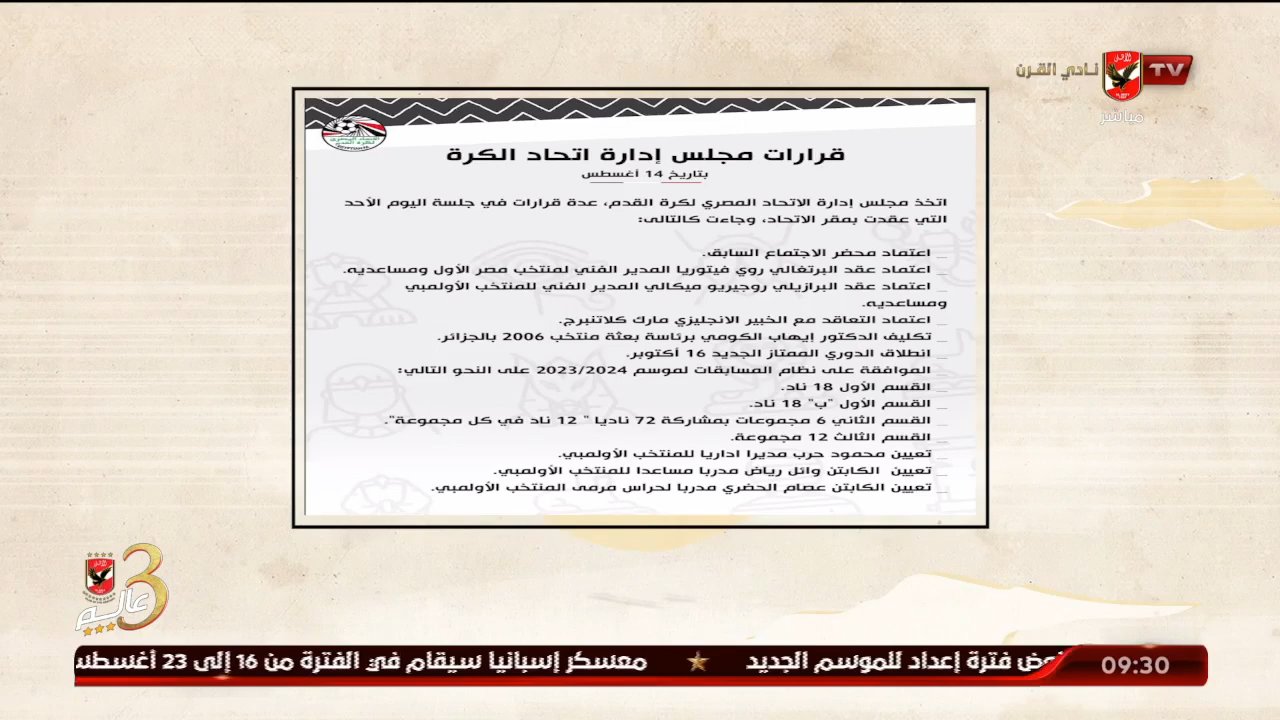 نادي القرن
TV
مباشر
قرارات مجلس إدارة اتحاد الكرة
بتاريخ 14 أغسطس
اتخذ مجلس إدارة الاتحاد المصري لكرة القدم، عدة قرارات في جلسة اليوم الأحد
التي عقدت بمقر الاتحاد، وجاءت كالتالى:
_ اعتماد محضر الاجتماع السابق.
_ اعتماد عقد البرتغالي روي فيتوريا المدير الفني لمنتخب مصر الأول ومساعديه.
_ اعتماد عقد البرازيلي روجيريو ميكالي المدير الفني للمنتخب الأولمبي
ومساعديه.
_ اعتماد التعاقد مع الخبير الانجليزي مارك كلاتنبرج.
_ تكليف الدكتور إيهاب الكومي برئاسة بعثة منتخب 2006 بالجزائر.
_ انطلاق الدوري الممتاز الجديد 16 أكتوبر.
_ الموافقة على نظام المسابقات لموسم 2023/2024 على النحو التالي:
_ القسم الأول 18 ناد.
_ القسم الأول "ب" 18 ناد.
_ القسم الثاني 6 مجموعات بمشاركة 72 ناديا " 12 ناد في كل مجموعة".
_ القسم الثالث 12 مجموعة.
_ تعيين محمود حرب مديرا اداريا للمنتخب الأولمبي.
_ تعيين الكابتن وائل رياض مدربا مساعدا للمنتخب الأولمبي.
_ تعيين الكابتن عصام الحضري مدربا لحراس مرمى المنتخب الأولمبي.
3
عالم
09:30
فترة إعداد للموسم الجديد ★ معسكر إسبانيا سيقام في الفترة من 16 إلى 23 أغسطس